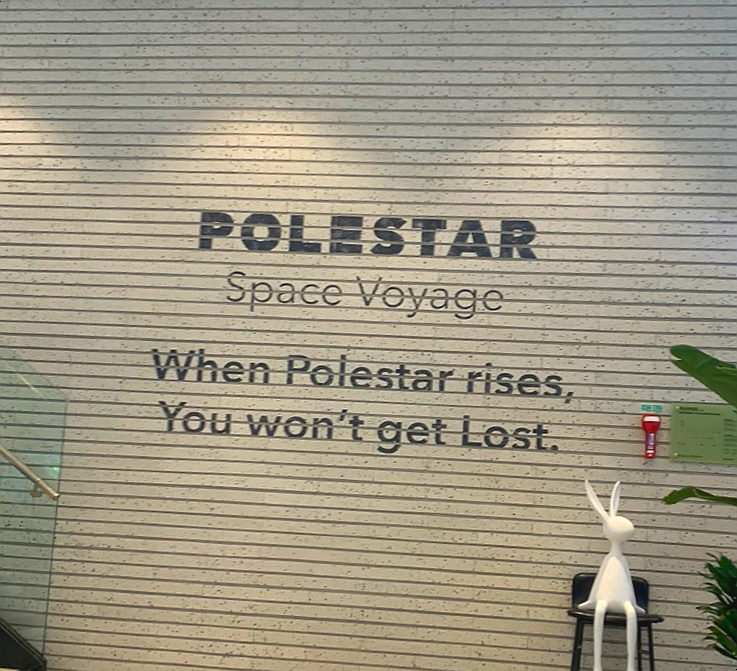 POLESTAR
Space Voyage
When Polestar rises,
You won't get Lost.